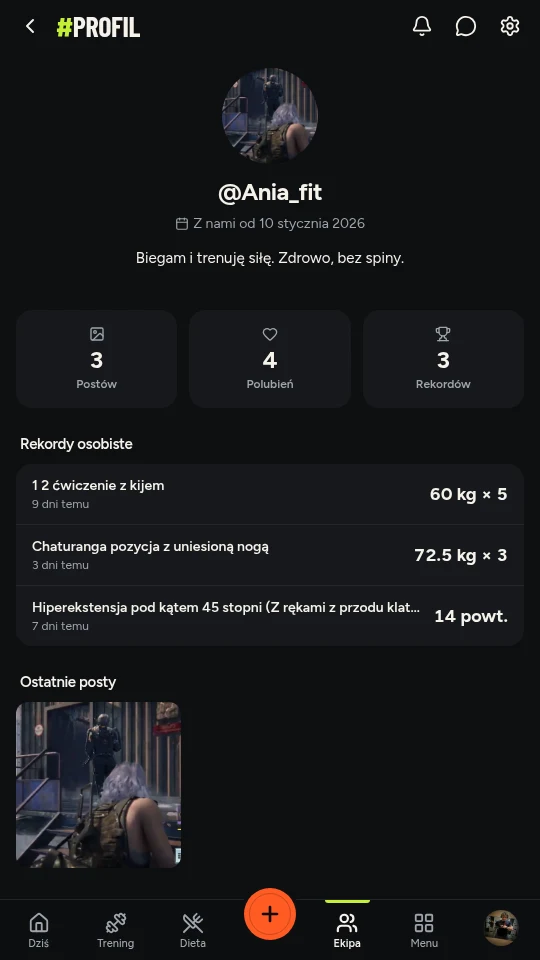 #PROFIL
@Ania_fit
Z nami od 10 stycznia 2026
Biegam i trenuję siłę. Zdrowo, bez spiny.
3
Postów
4
Polubień
3
Rekordów
Rekordy osobiste
1 2 ćwiczenie z kijem
9 dni temu
60 kg × 5
Chaturanga pozycja z uniesioną nogą
3 dni temu
72.5 kg × 3
Hiperekstensja pod kątem 45 stopni (Z rękami z przodu klat...
7 dni temu
14 powt.
Ostatnie posty
Dziś
Trening
Dieta
Ekipa
Menu